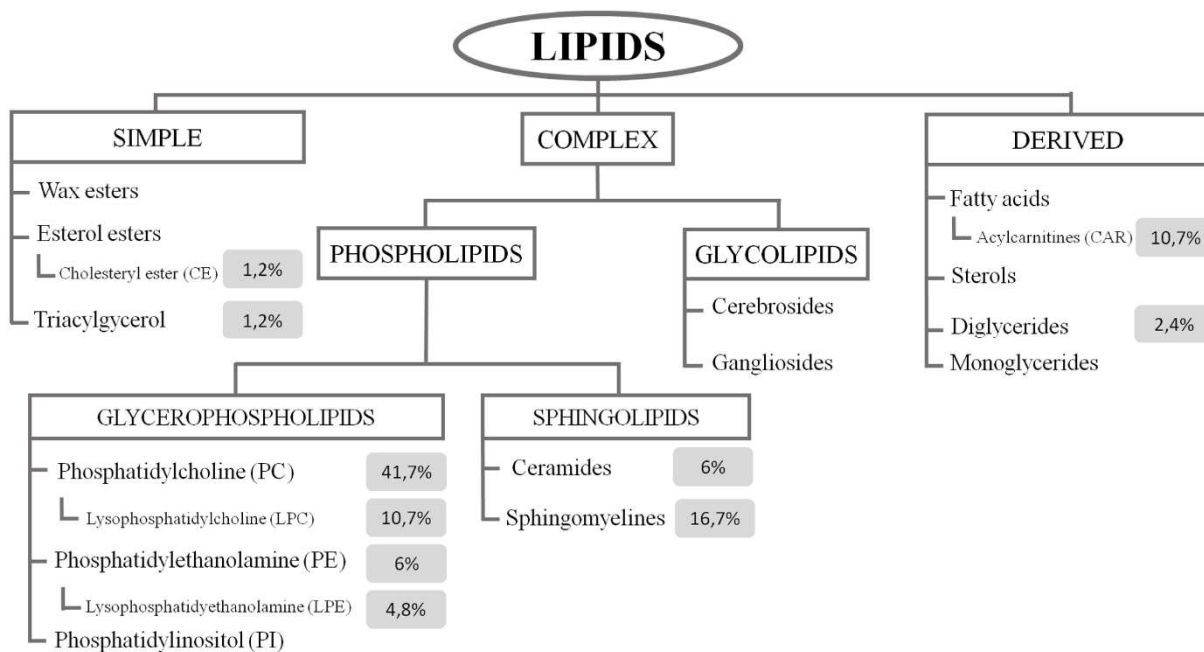 LIPIDS
SIMPLE
Wax esters
Esterol esters
Cholesteryl ester (CE) 1,2%
Triacylgycerol 1,2%
COMPLEX
PHOSPHOLIPIDS
GLYCOLIPIDS
Cerebrosides
Gangliosides
DERIVED
Fatty acids
Acylcarnitines (CAR) 10,7%
Sterols
Diglycerides 2,4%
Monoglycerides
GLYCEROPHOSPHOLIPIDS
Phosphatidylcholine (PC) 41,7%
Lysophosphatidylcholine (LPC) 10,7%
Phosphatidylethanolamine (PE) 6%
Lysophosphatidyethanolamine (LPE) 4,8%
Phosphatidylinositol (PI)
SPHINGOLIPIDS
Ceramides 6%
Sphingomyelines 16,7%